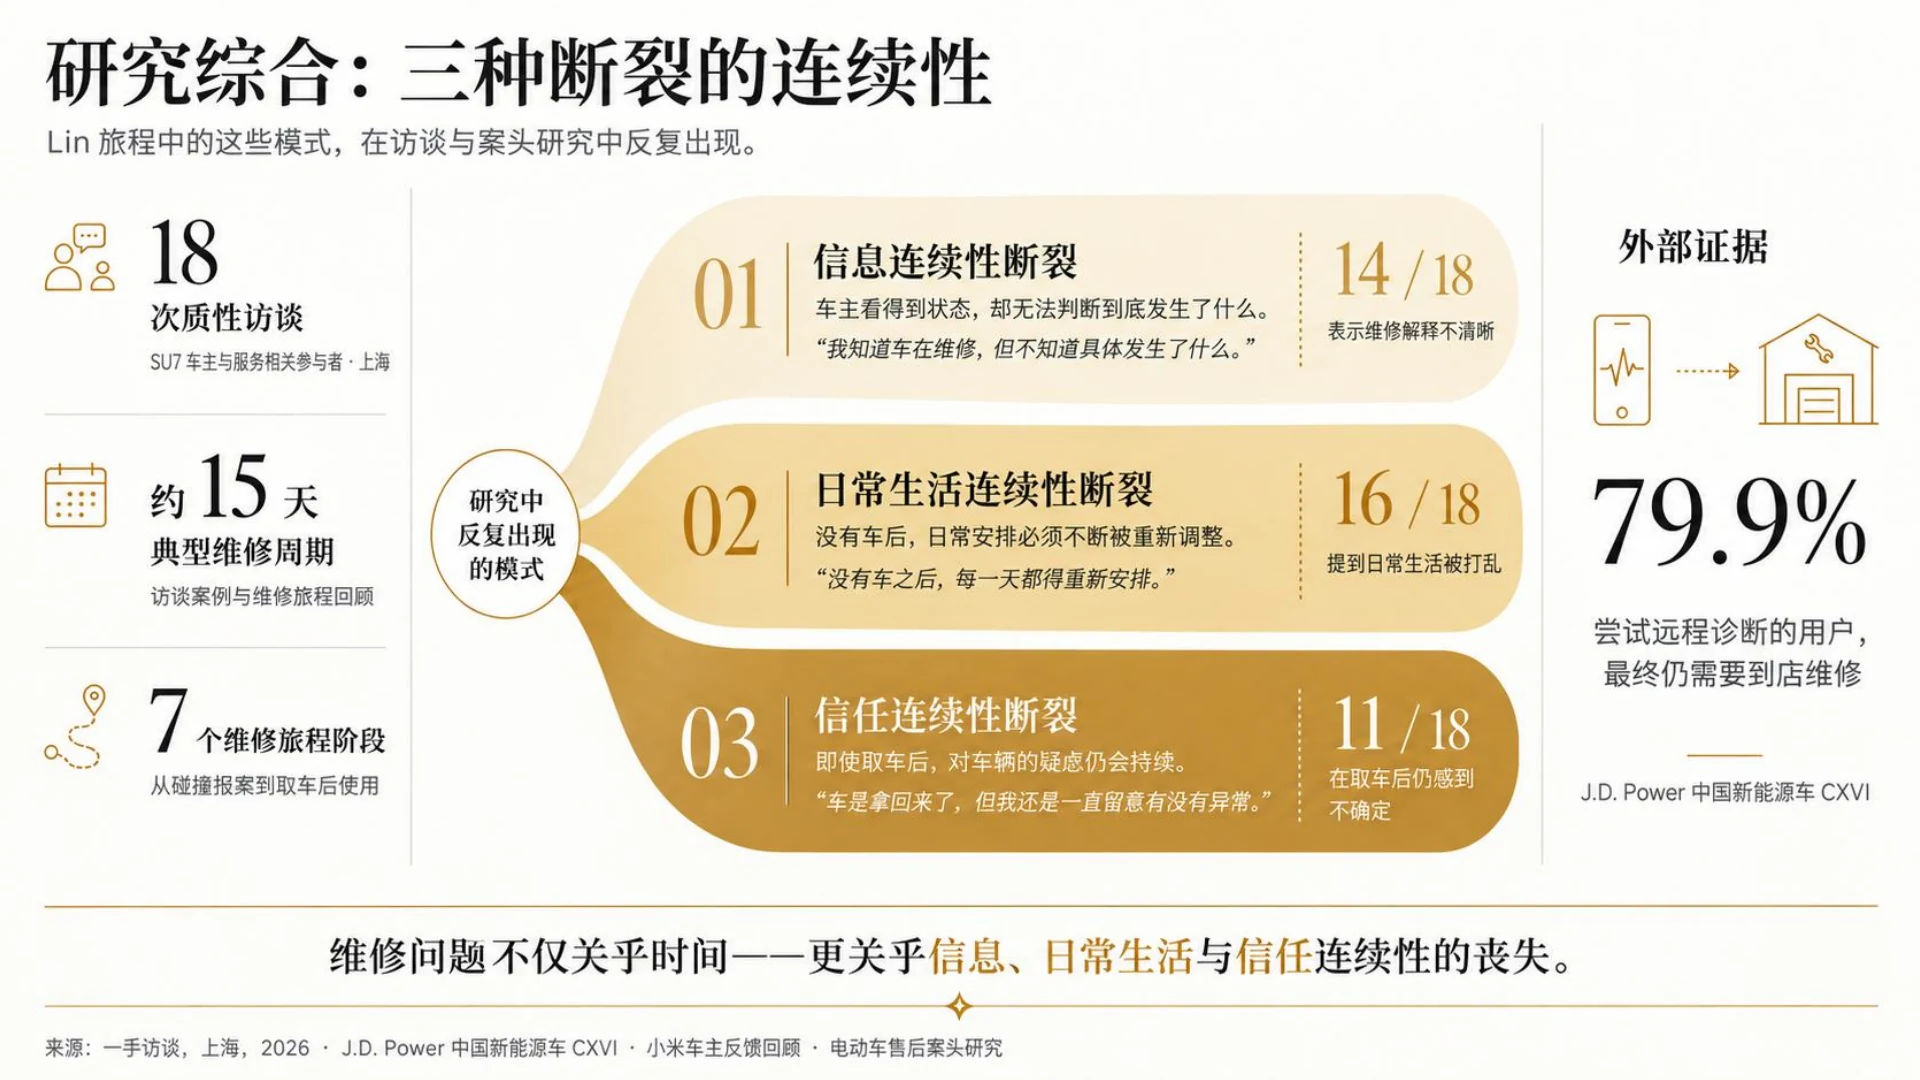 研究综合：三种断裂的连续性
Lin 旅程中的这些模式，在访谈与案头研究中反复出现。
18
次质性访谈
SU7 车主与服务相关参与者 · 上海
约 15 天
典型维修周期
访谈案例与维修旅程回顾
7 个维修旅程阶段
从碰撞报案到取车后使用
研究中
反复出现
的模式
01
信息连续性断裂
车主看得到状态，却无法判断到底发生了什么。
“我知道车在维修，但不知道具体发生了什么。”
14 / 18
表示维修解释不清晰
02
日常生活连续性断裂
没有车后，日常安排必须不断被重新调整。
“没有车之后，每一天都得重新安排。”
16 / 18
提到日常生活被打乱
03
信任连续性断裂
即使取车后，对车辆的疑虑仍会持续。
“车是拿回来了，但我还是一直留意有没有异常。”
11 / 18
在取车后仍感到
不确定
外部证据
79.9%
尝试远程诊断的用户，
最终仍需要到店维修
J.D. Power 中国新能源车 CXVI
维修问题不仅关乎时间——更关乎信息、日常生活与信任连续性的丧失。
来源：一手访谈，上海，2026 · J.D. Power 中国新能源车 CXVI · 小米车主反馈回顾 · 电动车售后案头研究